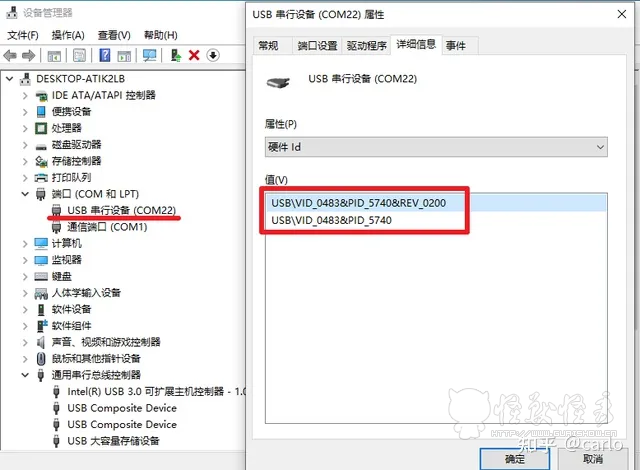 设备管理器
文件(F) 操作(A) 查看(V) 帮助(H)
DESKTOP-ATIK2LB
IDE ATA/ATAPI 控制器
便携设备
处理器
磁盘驱动器
存储控制器
打印队列
端口 (COM 和 LPT)
USB 串行设备 (COM22)
通信端口 (COM1)
计算机
监视器
键盘
人体学输入设备
软件设备
软件组件
声音、视频和游戏控制器
鼠标和其他指针设备
通用串行总线控制器
Intel(R) USB 3.0 可扩展主机控制器 - 1.0
USB Composite Device
USB Composite Device
USB 大容量存储设备
USB 串行设备 (COM22) 属性
常规 端口设置 驱动程序 详细信息 事件
USB 串行设备 (COM22)
属性(P)
硬件 Id
值(V)
USB\VID_0483&PID_5740&REV_0200
USB\VID_0483&PID_5740
知乎 @carlo
确定 取消